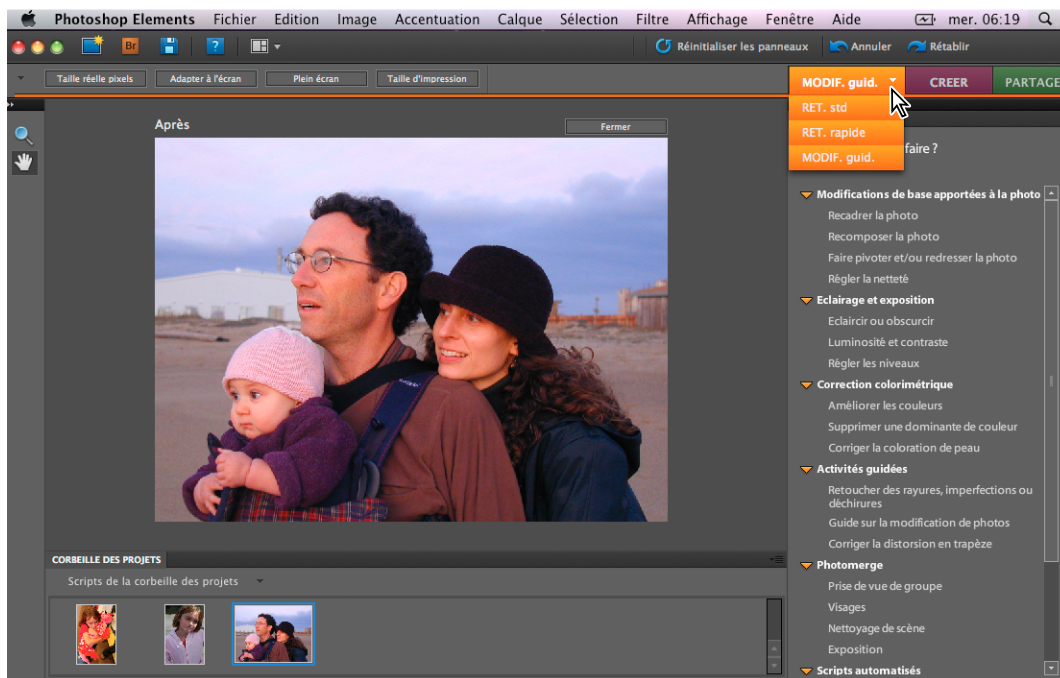 Photoshop Elements Fichier Edition Image Accentuation Calque Sélection Filtre Affichage Fenêtre Aide mer. 06:19
Br ? Réinitialiser les panneaux Annuler Rétablir
Taille réelle pixels Adapter à l'écran Plein écran Taille d'impression
MODIF. guid. CREER PARTAGE
RET. std
RET. rapide
MODIF. guid.
faire ?
Après Fermer
Modifications de base apportées à la photo
Recadrer la photo
Recomposer la photo
Faire pivoter et/ou redresser la photo
Régler la netteté
Eclairage et exposition
Eclaircir ou obscurcir
Luminosité et contraste
Régler les niveaux
Correction colorimétrique
Améliorer les couleurs
Supprimer une dominante de couleur
Corriger la coloration de peau
Activités guidées
Retoucher des rayures, imperfections ou
déchirures
Guide sur la modification de photos
Corriger la distorsion en trapèze
Photomerge
Prise de vue de groupe
Visages
Nettoyage de scène
Exposition
Scripts automatisés
CORBEILLE DES PROJETS
Scripts de la corbeille des projets